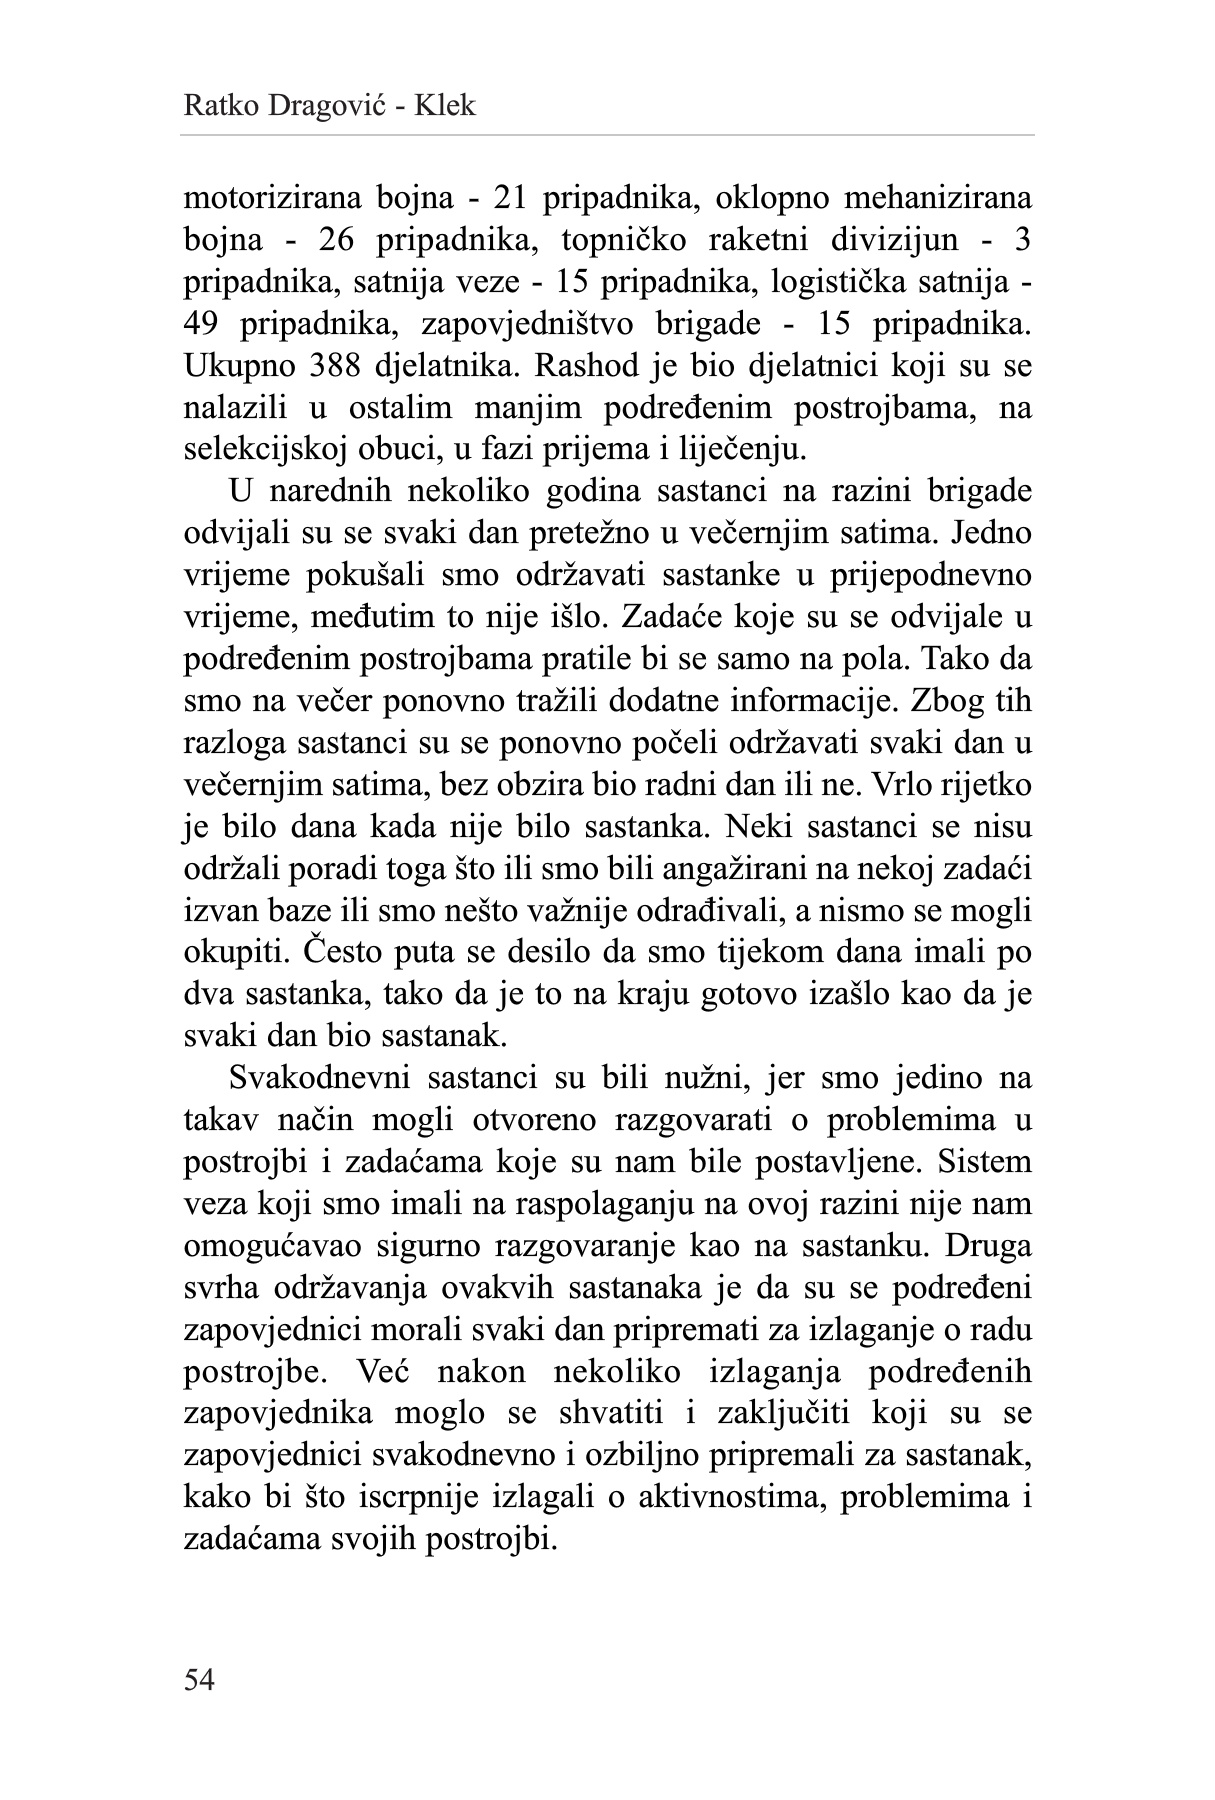 Ratko Dragović - Klek
motorizirana bojna - 21 pripadnika, oklopno mehanizirana
bojna - 26 pripadnika, topničko raketni divizijun - 3
pripadnika, satnija veze - 15 pripadnika, logistička satnija -
49 pripadnika, zapovjedništvo brigade - 15 pripadnika.
Ukupno 388 djelatnika. Rashod je bio djelatnici koji su se
nalazili u ostalim manjim podređenim postrojbama, na
selekcijskoj obuci, u fazi prijema i liječenju.
U narednih nekoliko godina sastanci na razini brigade
odvijali su se svaki dan pretežno u večernjim satima. Jedno
vrijeme pokušali smo održavati sastanke u prijepodnevno
vrijeme, međutim to nije išlo. Zadaće koje su se odvijale u
podređenim postrojbama pratile bi se samo na pola. Tako da
smo na večer ponovno tražili dodatne informacije. Zbog tih
razloga sastanci su se ponovno počeli održavati svaki dan u
večernjim satima, bez obzira bio radni dan ili ne. Vrlo rijetko
je bilo dana kada nije bilo sastanka. Neki sastanci se nisu
održali poradi toga što ili smo bili angažirani na nekoj zadaći
izvan baze ili smo nešto važnije odrađivali, a nismo se mogli
okupiti. Često puta se desilo da smo tijekom dana imali po
dva sastanka, tako da je to na kraju gotovo izašlo kao da je
svaki dan bio sastanak.
Svakodnevni sastanci su bili nužni, jer smo jedino na
takav način mogli otvoreno razgovarati o problemima u
postrojbi i zadaćama koje su nam bile postavljene. Sistem
veza koji smo imali na raspolaganju na ovoj razini nije nam
omogućavao sigurno razgovaranje kao na sastanku. Druga
svrha održavanja ovakvih sastanaka je da su se podređeni
zapovjednici morali svaki dan pripremati za izlaganje o radu
postrojbe. Već nakon nekoliko izlaganja podređenih
zapovjednika moglo se shvatiti i zaključiti koji su se
zapovjednici svakodnevno i ozbiljno pripremali za sastanak,
kako bi što iscrpnije izlagali o aktivnostima, problemima i
zadaćama svojih postrojbi.
54